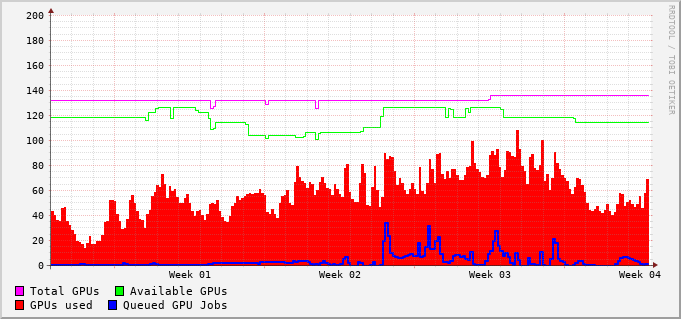 200
180
160
140
120
100
80
60
40
20
0
Week 01 Week 02 Week 03 Week 04
Total GPUs Available GPUs
GPUs used Queued GPU Jobs
RRDTOOL / TOBI OETIKER